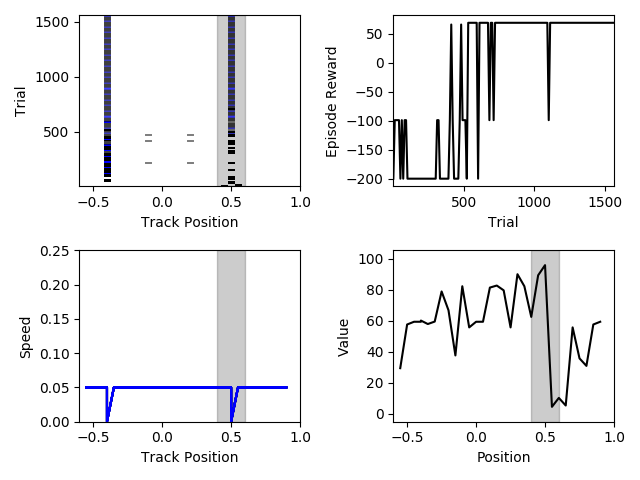 1500
1000
500
Trial
−0.5 0.0 0.5 1.0
Track Position
50
0
−50
−100
−150
−200
Episode Reward
500 1000 1500
Trial
0.25
0.20
0.15
0.10
0.05
0.00
Speed
−0.5 0.0 0.5 1.0
Track Position
100
80
60
40
20
0
Value
−0.5 0.0 0.5 1.0
Position